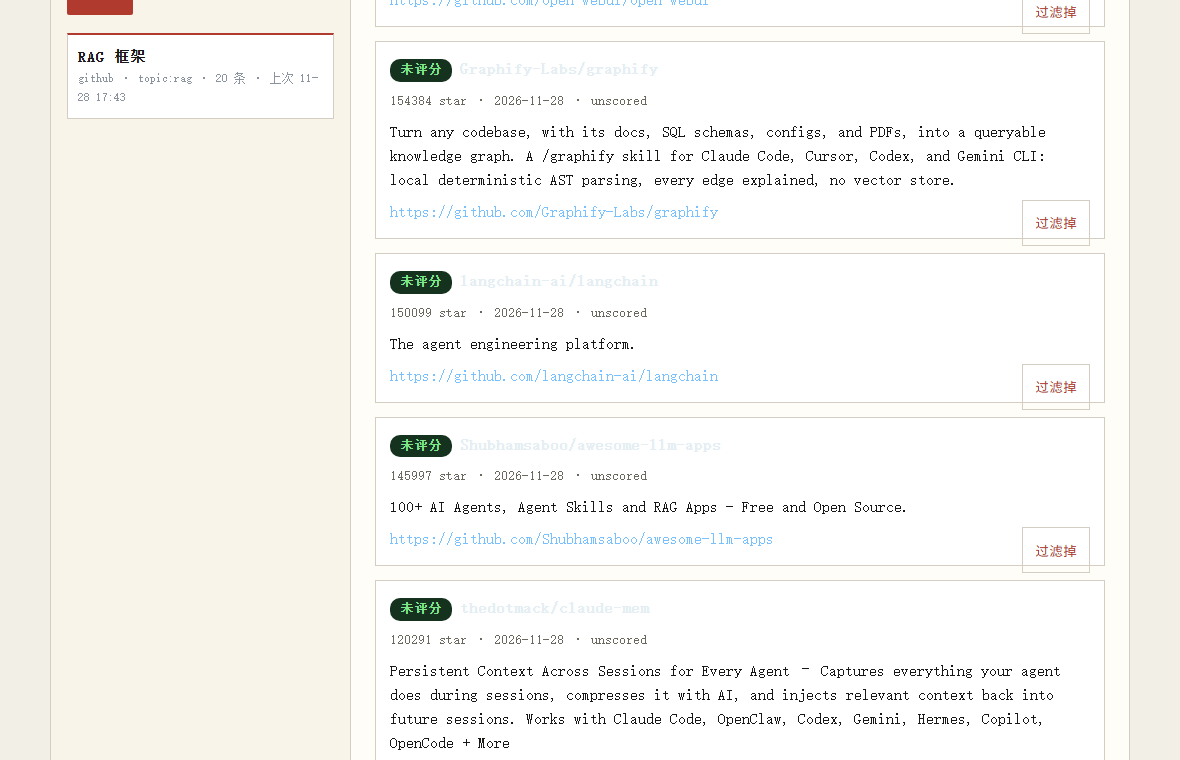 RAG 框架
github · topic:rag · 20 条 · 上次 11-
28 17:43
https://github.com/open-webui/open-webui
过滤掉
未评分 Graphify-Labs/graphify
154384 star · 2026-11-28 · unscored
Turn any codebase, with its docs, SQL schemas, configs, and PDFs, into a queryable
knowledge graph. A /graphify skill for Claude Code, Cursor, Codex, and Gemini CLI:
local deterministic AST parsing, every edge explained, no vector store.
https://github.com/Graphify-Labs/graphify
过滤掉
未评分 langchain-ai/langchain
150099 star · 2026-11-28 · unscored
The agent engineering platform.
https://github.com/langchain-ai/langchain
过滤掉
未评分 Shubhamsaboo/awesome-llm-apps
145997 star · 2026-11-28 · unscored
100+ AI Agents, Agent Skills and RAG Apps - Free and Open Source.
https://github.com/Shubhamsaboo/awesome-llm-apps
过滤掉
未评分 thedotmack/claude-mem
120291 star · 2026-11-28 · unscored
Persistent Context Across Sessions for Every Agent – Captures everything your agent
does during sessions, compresses it with AI, and injects relevant context back into
future sessions. Works with Claude Code, OpenClaw, Codex, Gemini, Hermes, Copilot,
OpenCode + More